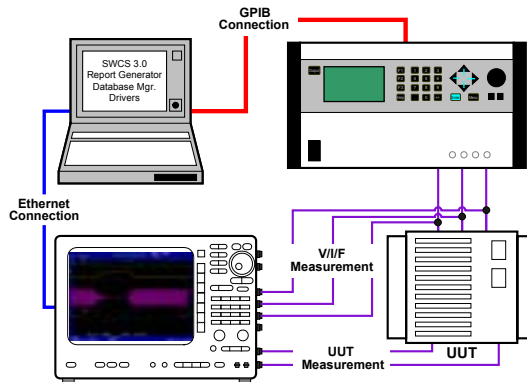 GPIB
Connection
SWCS 3.0
Report Generator
Database Mgr.
Drivers
Ethernet
Connection
V/I/F
Measurement
UUT
Measurement
UUT